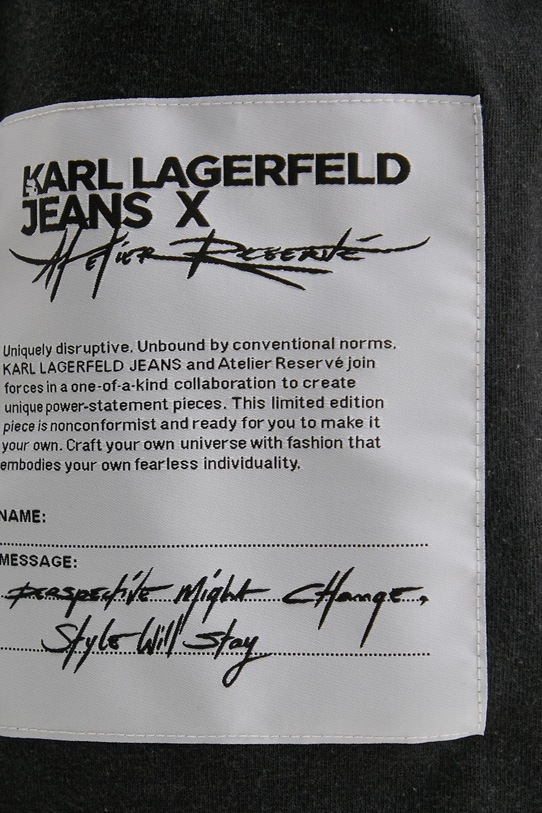 KARL LAGERFELD
JEANS X
Atelier Reservé
Uniquely disruptive. Unbound by conventional norms.
KARL LAGERFELD JEANS and Atelier Reservé join
forces in a one-of-a-kind collaboration to create
unique power-statement pieces. This limited edition
piece is nonconformist and ready for you to make it
your own. Craft your own universe with fashion that
embodies your own fearless individuality.
NAME:
MESSAGE:
Perspective Might Change,
Style Will Stay